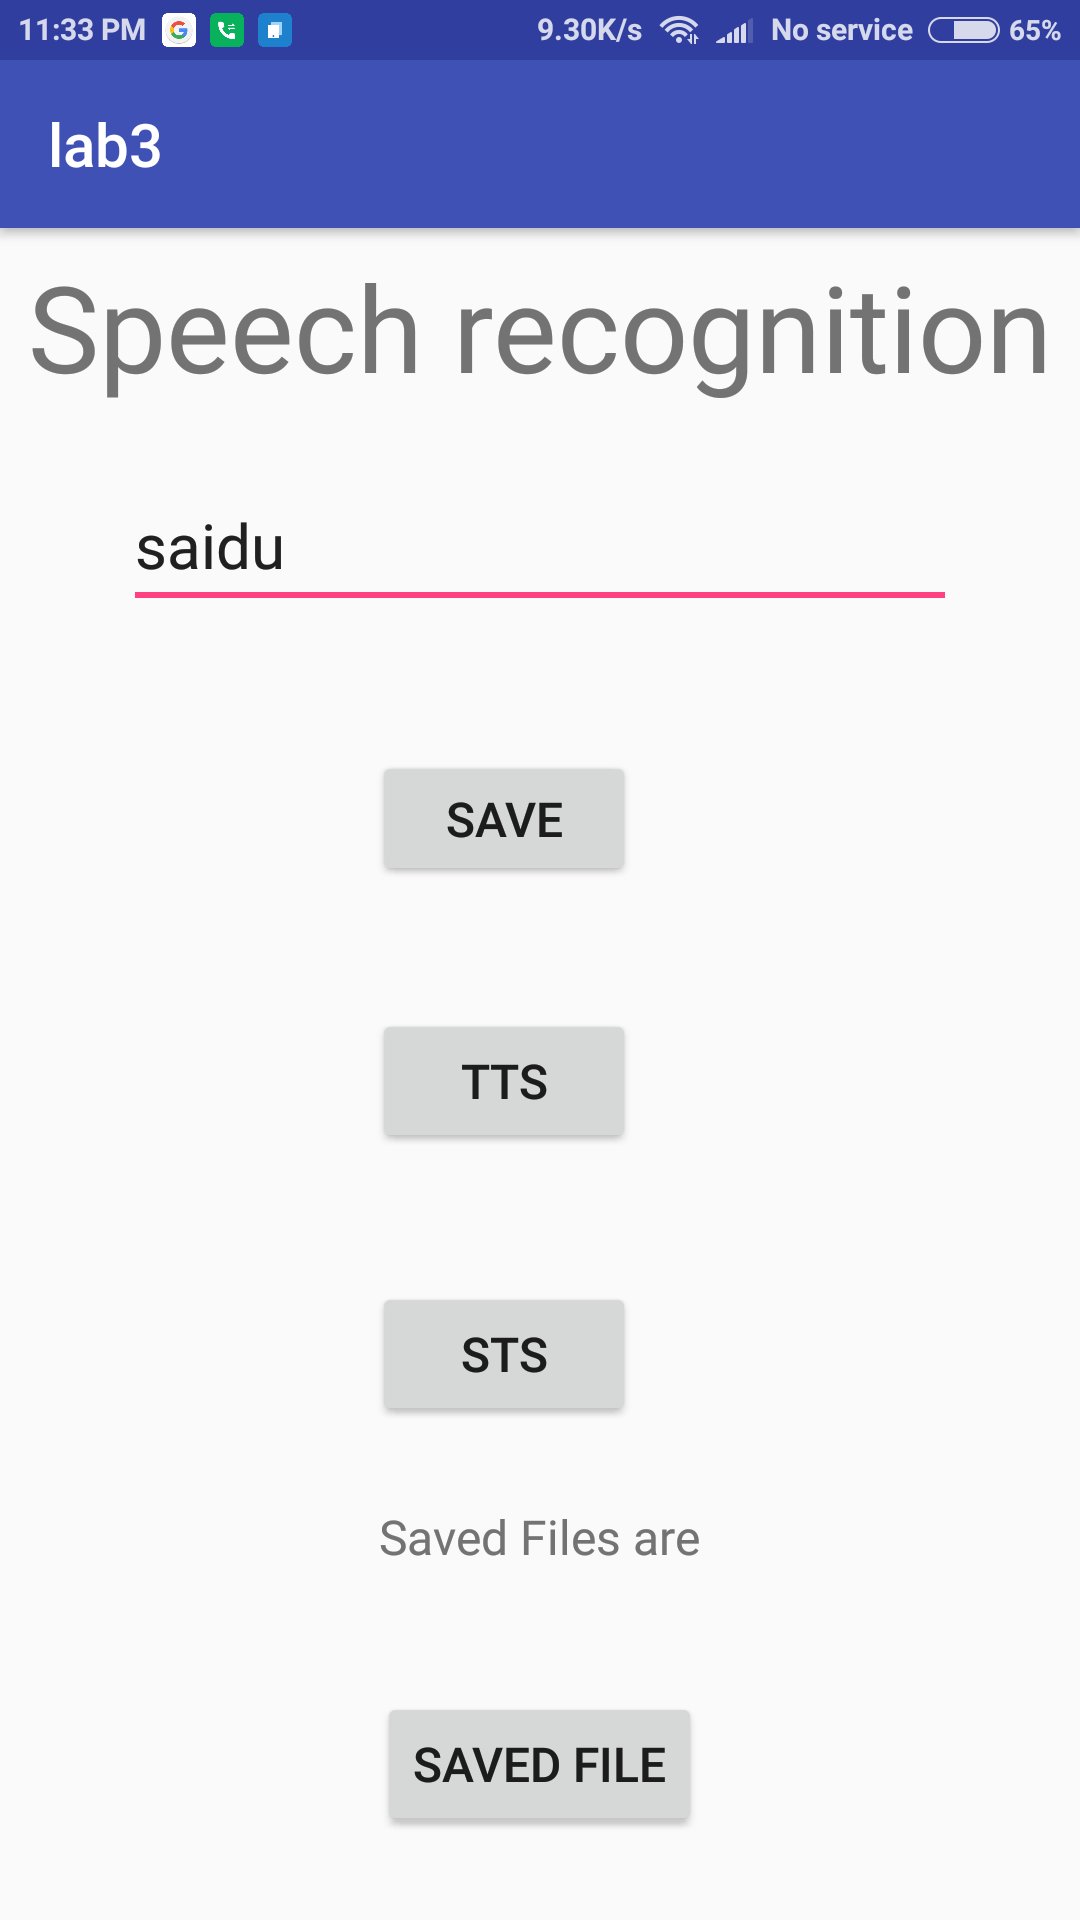 11:33 PM 9.30K/s No service 65%
lab3
Speech recognition
saidu
SAVE
TTS
STS
Saved Files are
SAVED FILE